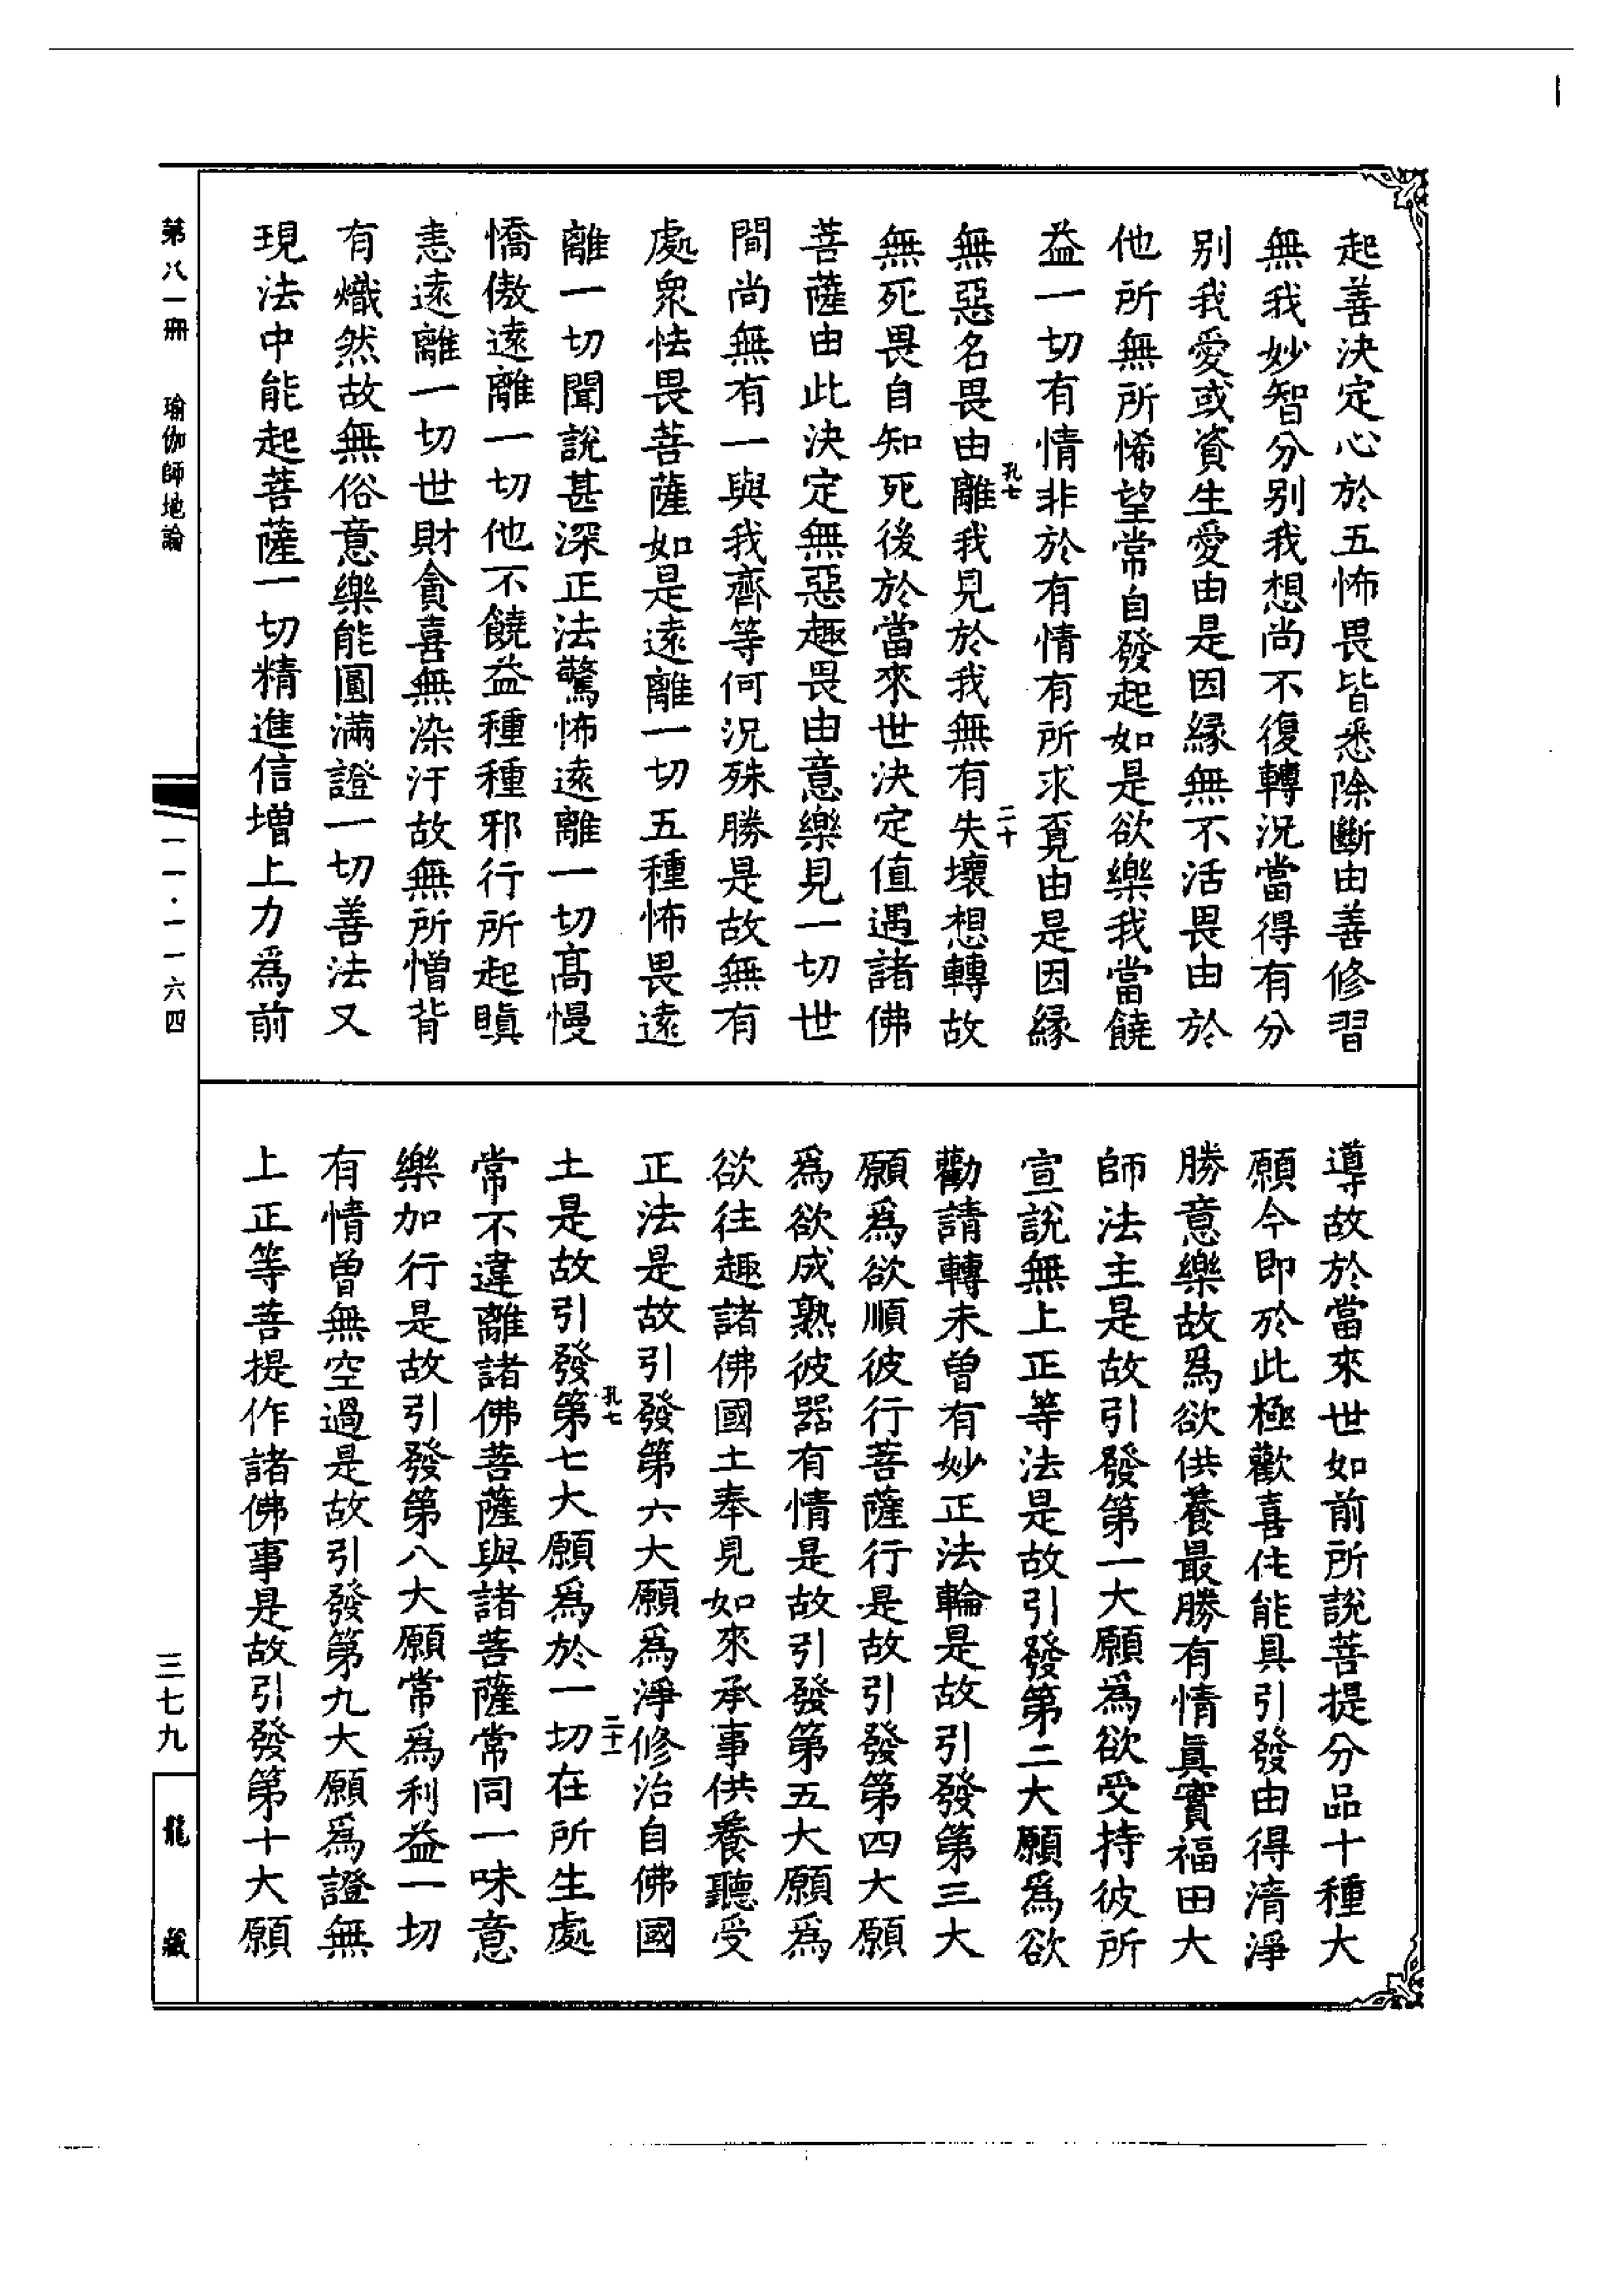 起善決定心於五怖畏皆悉除斷由善修習
無我妙智分别我想尚不復轉況當得有分
别我愛或資生愛由是因緣無不活畏由於
他所無所悕望常自發起如是欲樂我當饒
益一切有情非於有情有所求覓由是因緣
無惡名畏由離我見於我無有失壞想轉故
孔七
二十
無死畏自知死後於當來世決定值遇諸佛
菩薩由此決定無惡趣畏由意樂見一切世
間尚無有一與我齊等何況殊勝是故無有
處衆怯畏菩薩如是遠離一切五種怖畏遠
離一切聞說甚深正法驚怖遠離一切高慢
憍傲遠離一切他不饒益種種邪行所起瞋
恚遠離一切世財貪喜無染汙故無所憎背
有熾然故無俗意樂能圓滿證一切善法又
現法中能起菩薩一切精進信增上力爲前
導故於當來世如前所說菩提分品十種大
願今即於此極歡喜住能具引發由得清淨
勝意樂故爲欲供養最勝有情眞實福田大
師法主是故引發第一大願爲欲受持彼所
宣說無上正等法是故引發第二大願爲欲
勸請轉未曾有妙正法輪是故引發第三大
願爲欲順彼行菩薩行是故引發第四大願
爲欲成熟彼器有情是故引發第五大願爲
欲往趣諸佛國土奉見如來承事供養聽受
正法是故引發第六大願爲淨修治自佛國
土是故引發第七大願爲於一切在所生處
孔七
二十一
常不違離諸佛菩薩與諸菩薩常同一味意
樂加行是故引發第八大願常爲利益一切
有情曾無空過是故引發第九大願爲證無
上正等菩提作諸佛事是故引發第十大願
第八一冊 瑜伽師地論
一一·一一六四
三七九
龍藏